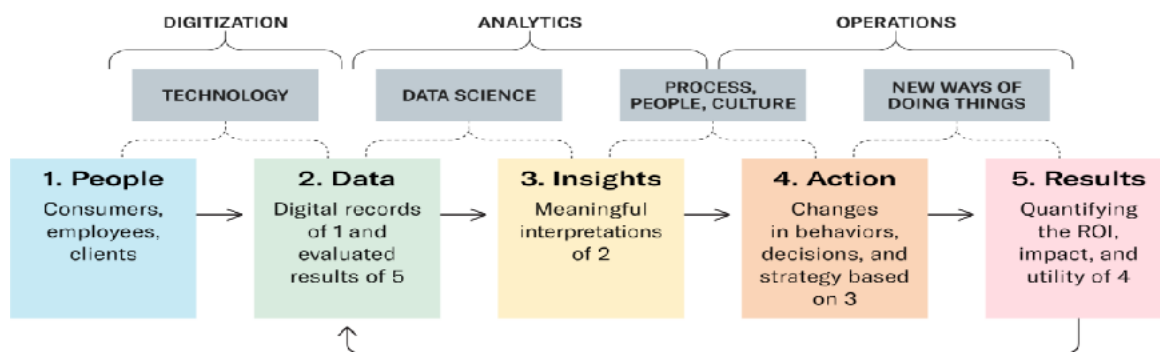 DIGITIZATION
ANALYTICS
OPERATIONS
TECHNOLOGY
DATA SCIENCE
PROCESS,
PEOPLE, CULTURE
NEW WAYS OF
DOING THINGS
1. People
Consumers,
employees,
clients
2. Data
Digital records
of 1 and
evaluated
results of 5
3. Insights
Meaningful
interpretations
of 2
4. Action
Changes
in behaviors,
decisions, and
strategy based
on 3
5. Results
Quantifying
the ROI,
impact, and
utility of 4